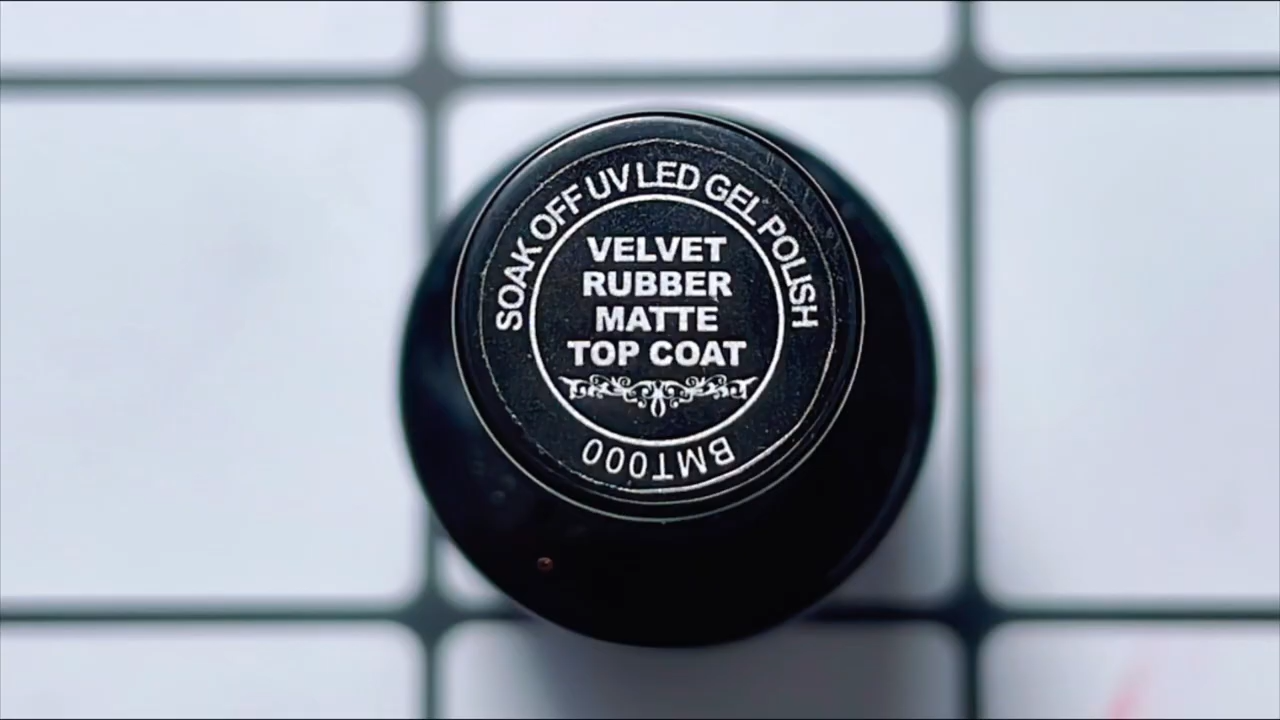 SOAK OFF UV LED GEL POLISH
VELVET
RUBBER
MATTE
TOP COAT
BMT000